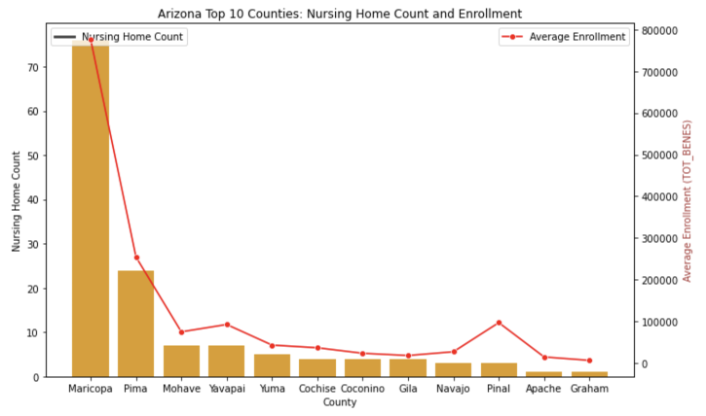 Arizona Top 10 Counties: Nursing Home Count and Enrollment
Nursing Home Count
Average Enrollment
70
60
50
40
30
20
10
0
Nursing Home Count
800000
700000
600000
500000
400000
300000
200000
100000
0
Average Enrollment (TOT_BENES)
Maricopa Pima Mohave Yavapai Yuma Cochise Coconino Gila Navajo Pinal Apache Graham
County